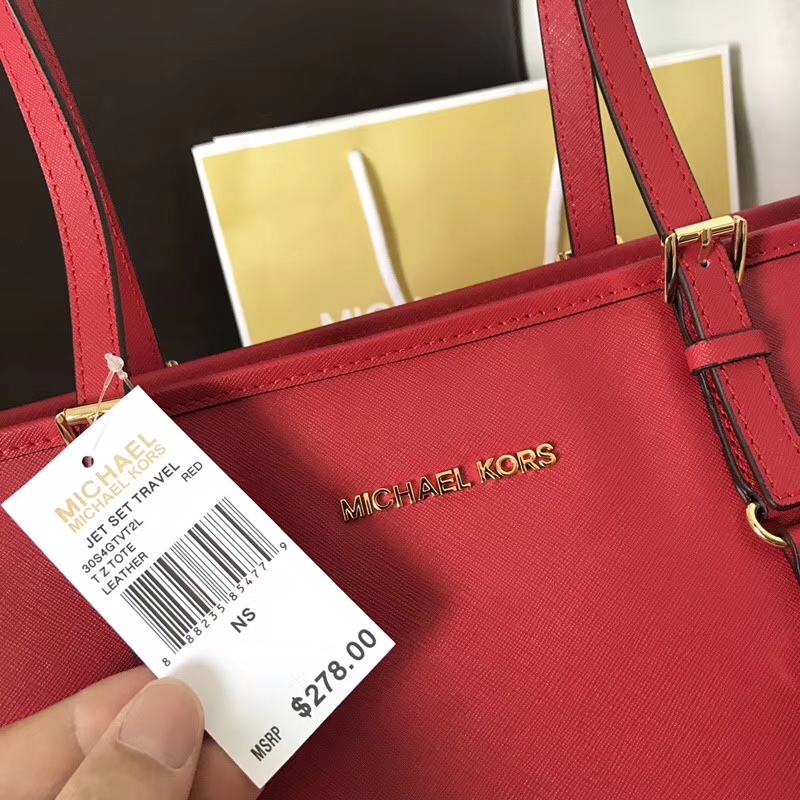 MICHAEL
MICHAEL KORS
MICHAEL
MICHAEL KORS
JET SET TRAVEL
30S4GTVT2L RED
T Z TOTE
LEATHER
8 88235 85477 9
NS
MSRP $278.00